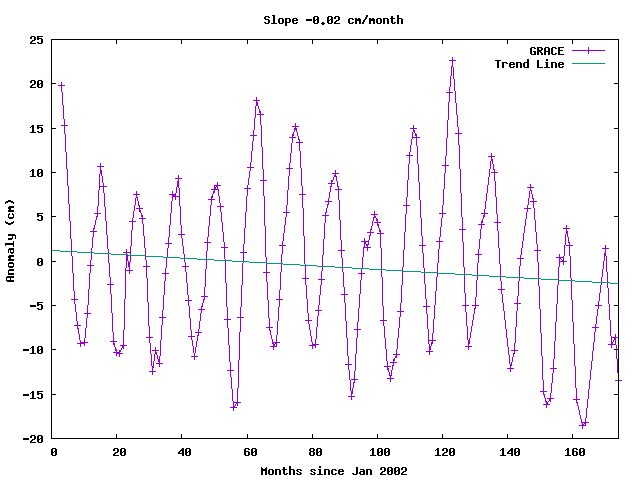 Slope -0.02 cm/month
GRACE
Trend Line
25
20
15
10
5
0
-5
-10
-15
-20
Anomaly (cm)
0 20 40 60 80 100 120 140 160
Months since Jan 2002